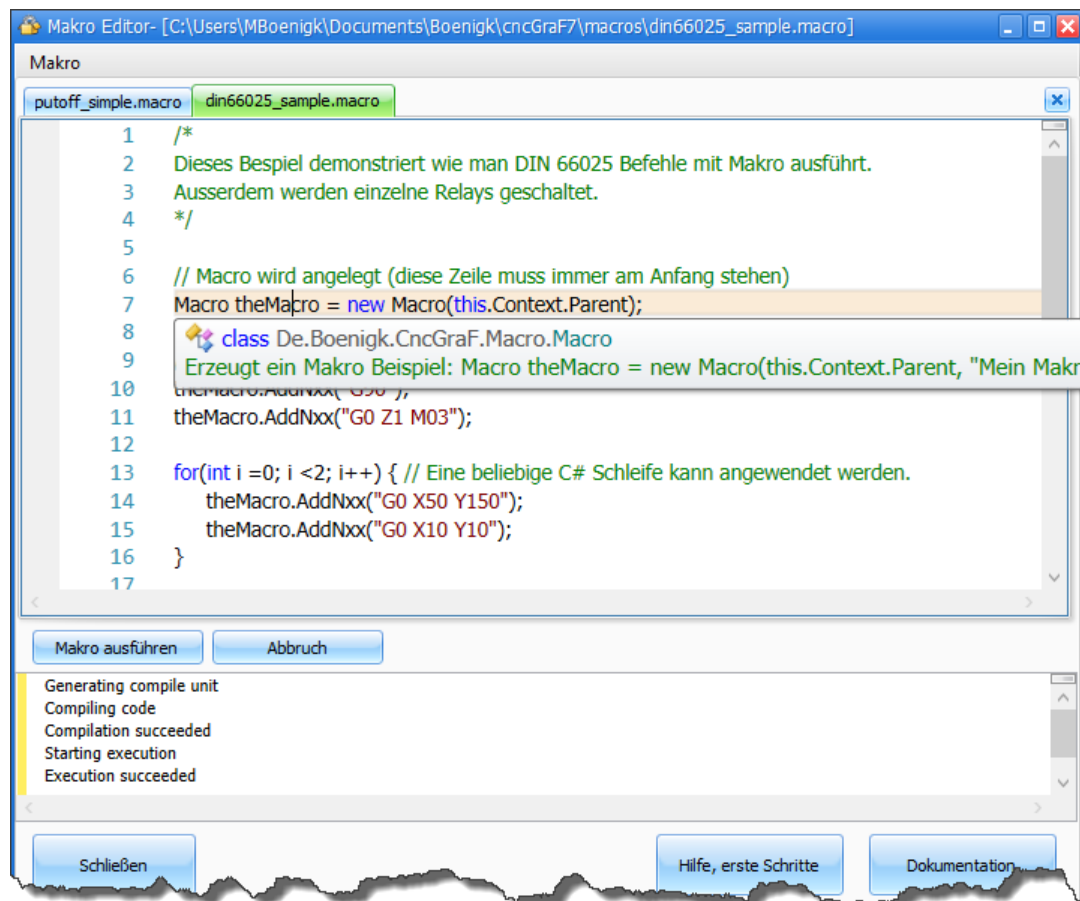 Makro Editor- [C:\Users\MBoenigk\Documents\Boenigk\cncGraF7\macros\din66025_sample.macro]
Makro
putoff_simple.macro din66025_sample.macro
1 /*
2 Dieses Bespiel demonstriert wie man DIN 66025 Befehle mit Makro ausführt.
3 Ausserdem werden einzelne Relays geschaltet.
4 */
5
6 // Macro wird angelegt (diese Zeile muss immer am Anfang stehen)
7 Macro theMacro = new Macro(this.Context.Parent);
8 class De.Boenigk.CncGraF.Macro.Macro
9 Erzeugt ein Makro Beispiel: Macro theMacro = new Macro(this.Context.Parent, "Mein Makr
10 theMacro.AddNxx("G90");
11 theMacro.AddNxx("G0 Z1 M03");
12
13 for(int i =0; i <2; i++) { // Eine beliebige C# Schleife kann angewendet werden.
14 theMacro.AddNxx("G0 X50 Y150");
15 theMacro.AddNxx("G0 X10 Y10");
16 }
17
Makro ausführen Abbruch
Generating compile unit
Compiling code
Compilation succeeded
Starting execution
Execution succeeded
Schließen Hilfe, erste Schritte Dokumentation